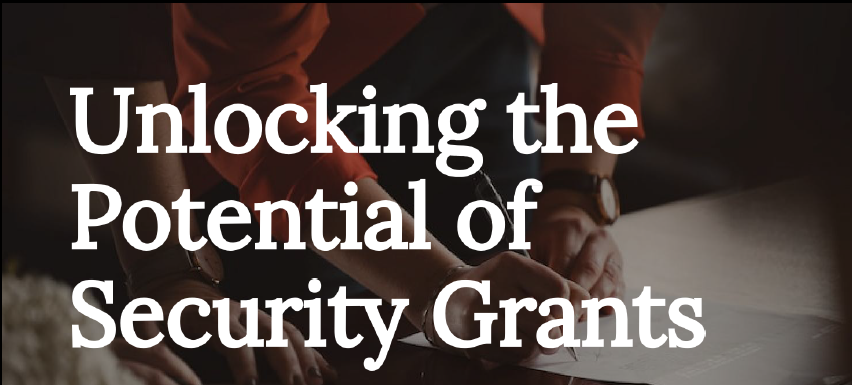 Unlocking the
Potential of
Security Grants